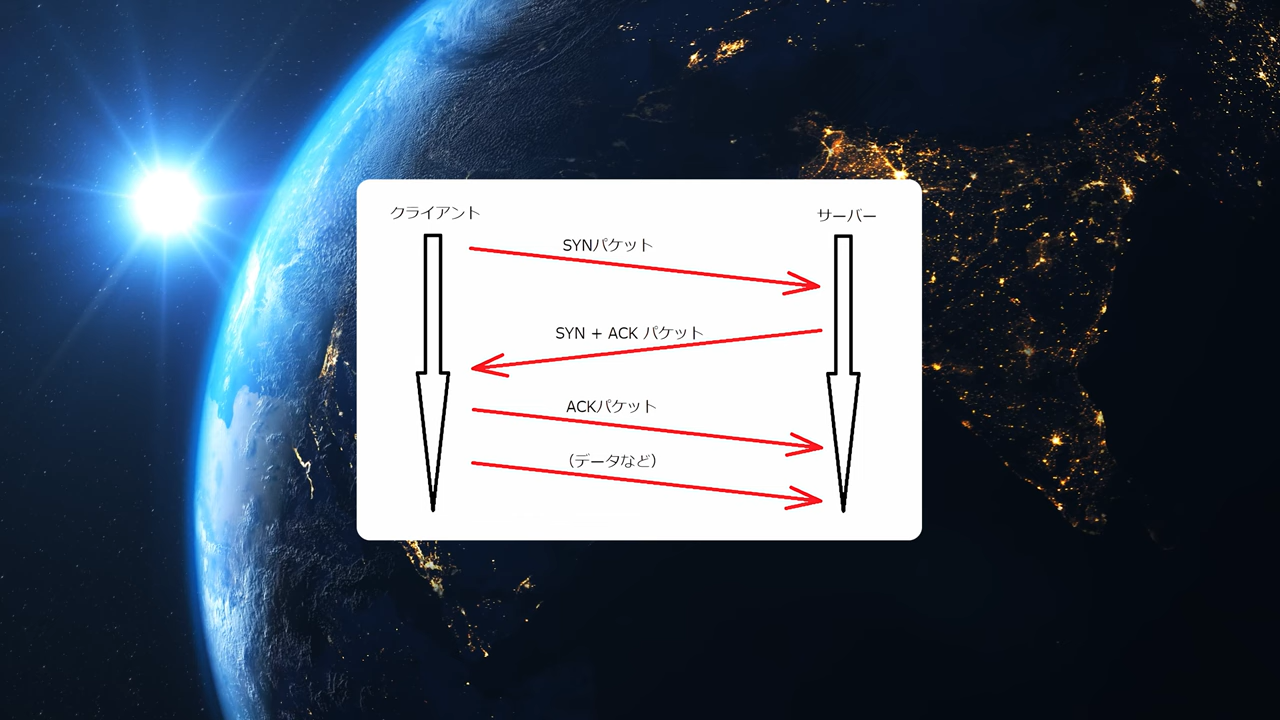 クライアント
サーバー
SYNパケット
SYN + ACK パケット
ACKパケット
（データなど）